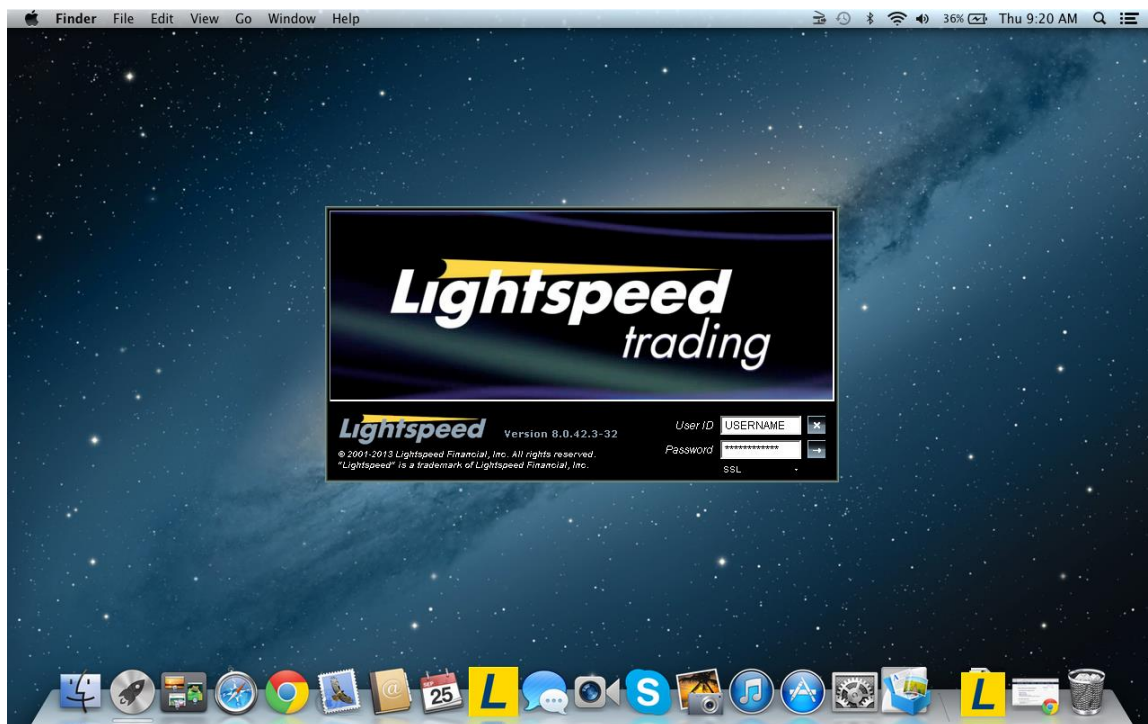 Finder File Edit View Go Window Help 36% Thu 9:20 AM
Lightspeed
trading
Lightspeed Version 8.0.42.3-32
© 2001-2013 Lightspeed Financial, Inc. All rights reserved.
"Lightspeed" is a trademark of Lightspeed Financial, Inc.
User ID USERNAME
Password ************
SSL
SEP
25
L
S
L